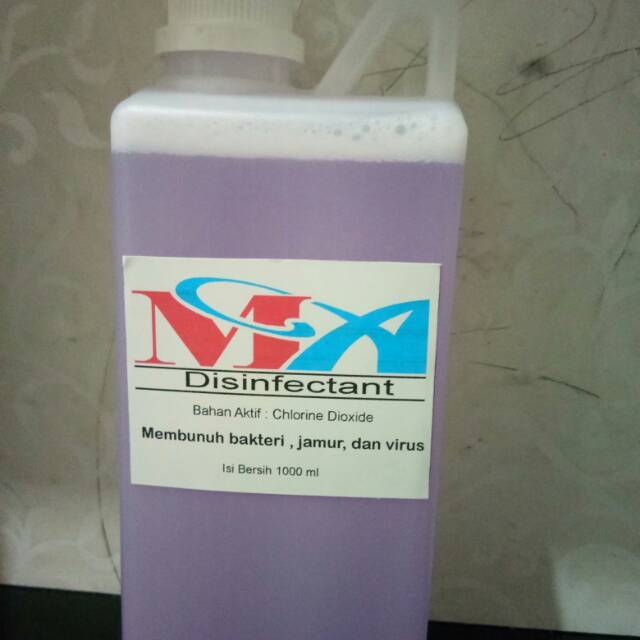 MA
Disinfectant
Bahan Aktif : Chlorine Dioxide
Membunuh bakteri , jamur, dan virus
Isi Bersih 1000 ml